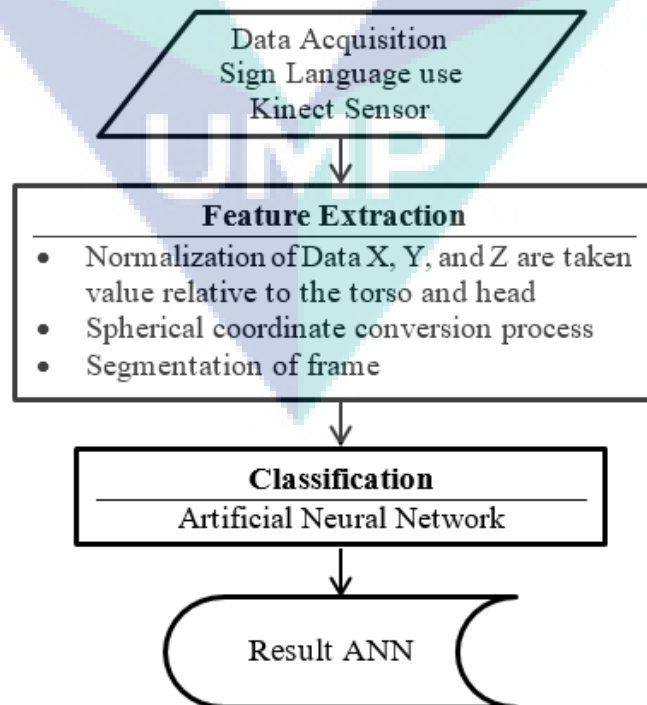 Data Acquisition
Sign Language use
Kinect Sensor
UMP
Feature Extraction
• Normalization of Data X, Y, and Z are taken
value relative to the torso and head
• Spherical coordinate conversion process
• Segmentation of frame
Classification
Artificial Neural Network
Result ANN